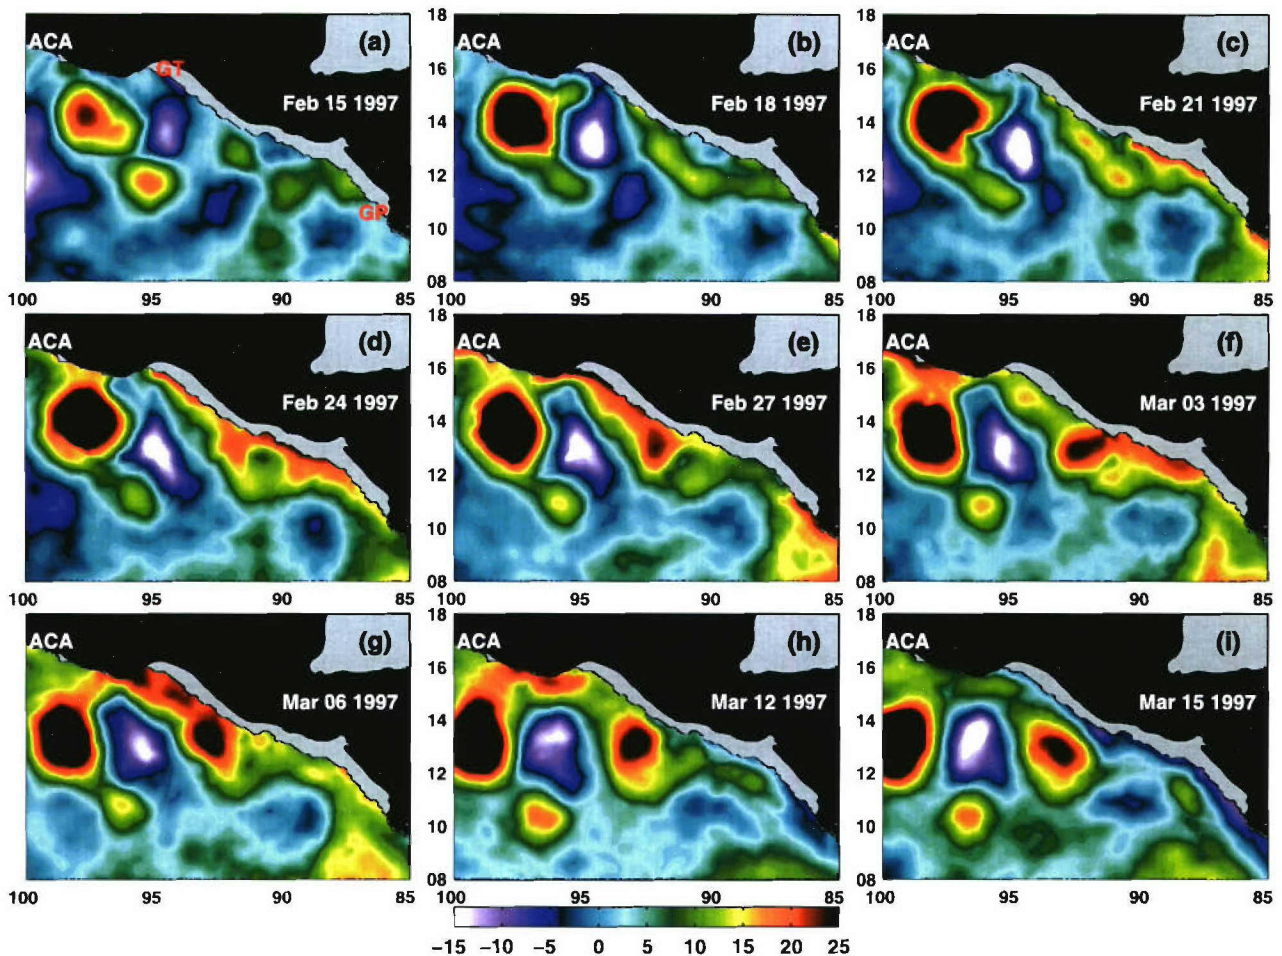 18 18
ACA (a) ACA (b) ACA (c)
GT 16 16
Feb 15 1997 Feb 18 1997 Feb 21 1997
14 14
12 12
GP
10 10
08 08
100 95 90 85 100 95 90 85 100 95 90 85
18 18
ACA (d) ACA (e) ACA (f)
16 16
Feb 24 1997 Feb 27 1997 Mar 03 1997
14 14
12 12
10 10
08 08
100 95 90 85 100 95 90 85 100 95 90 85
18 18
ACA (g) ACA (h) ACA (i)
16 16
Mar 06 1997 Mar 12 1997 Mar 15 1997
14 14
12 12
10 10
08 08
100 95 90 85 100 95 90 85 100 95 90 85
−15 −10 −5 0 5 10 15 20 25